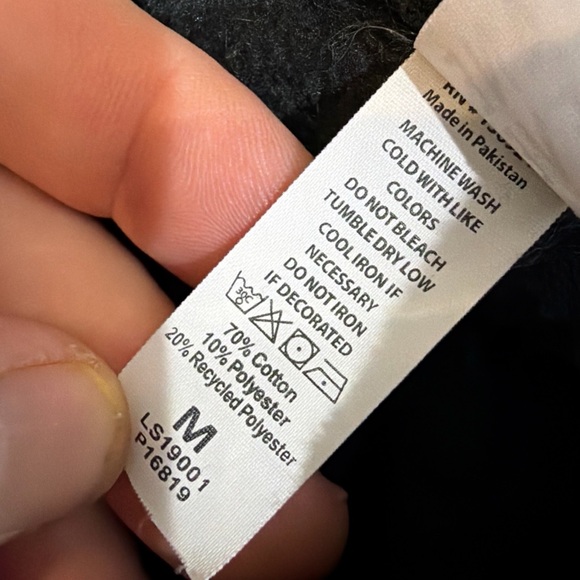 Made in Pakistan
MACHINE WASH
COLD WITH LIKE
COLORS
DO NOT BLEACH
TUMBLE DRY LOW
COOL IRON IF
NECESSARY
DO NOT IRON
IF DECORATED
30C
70% Cotton
10% Polyester
20% Recycled Polyester
M
LS19001
P16819